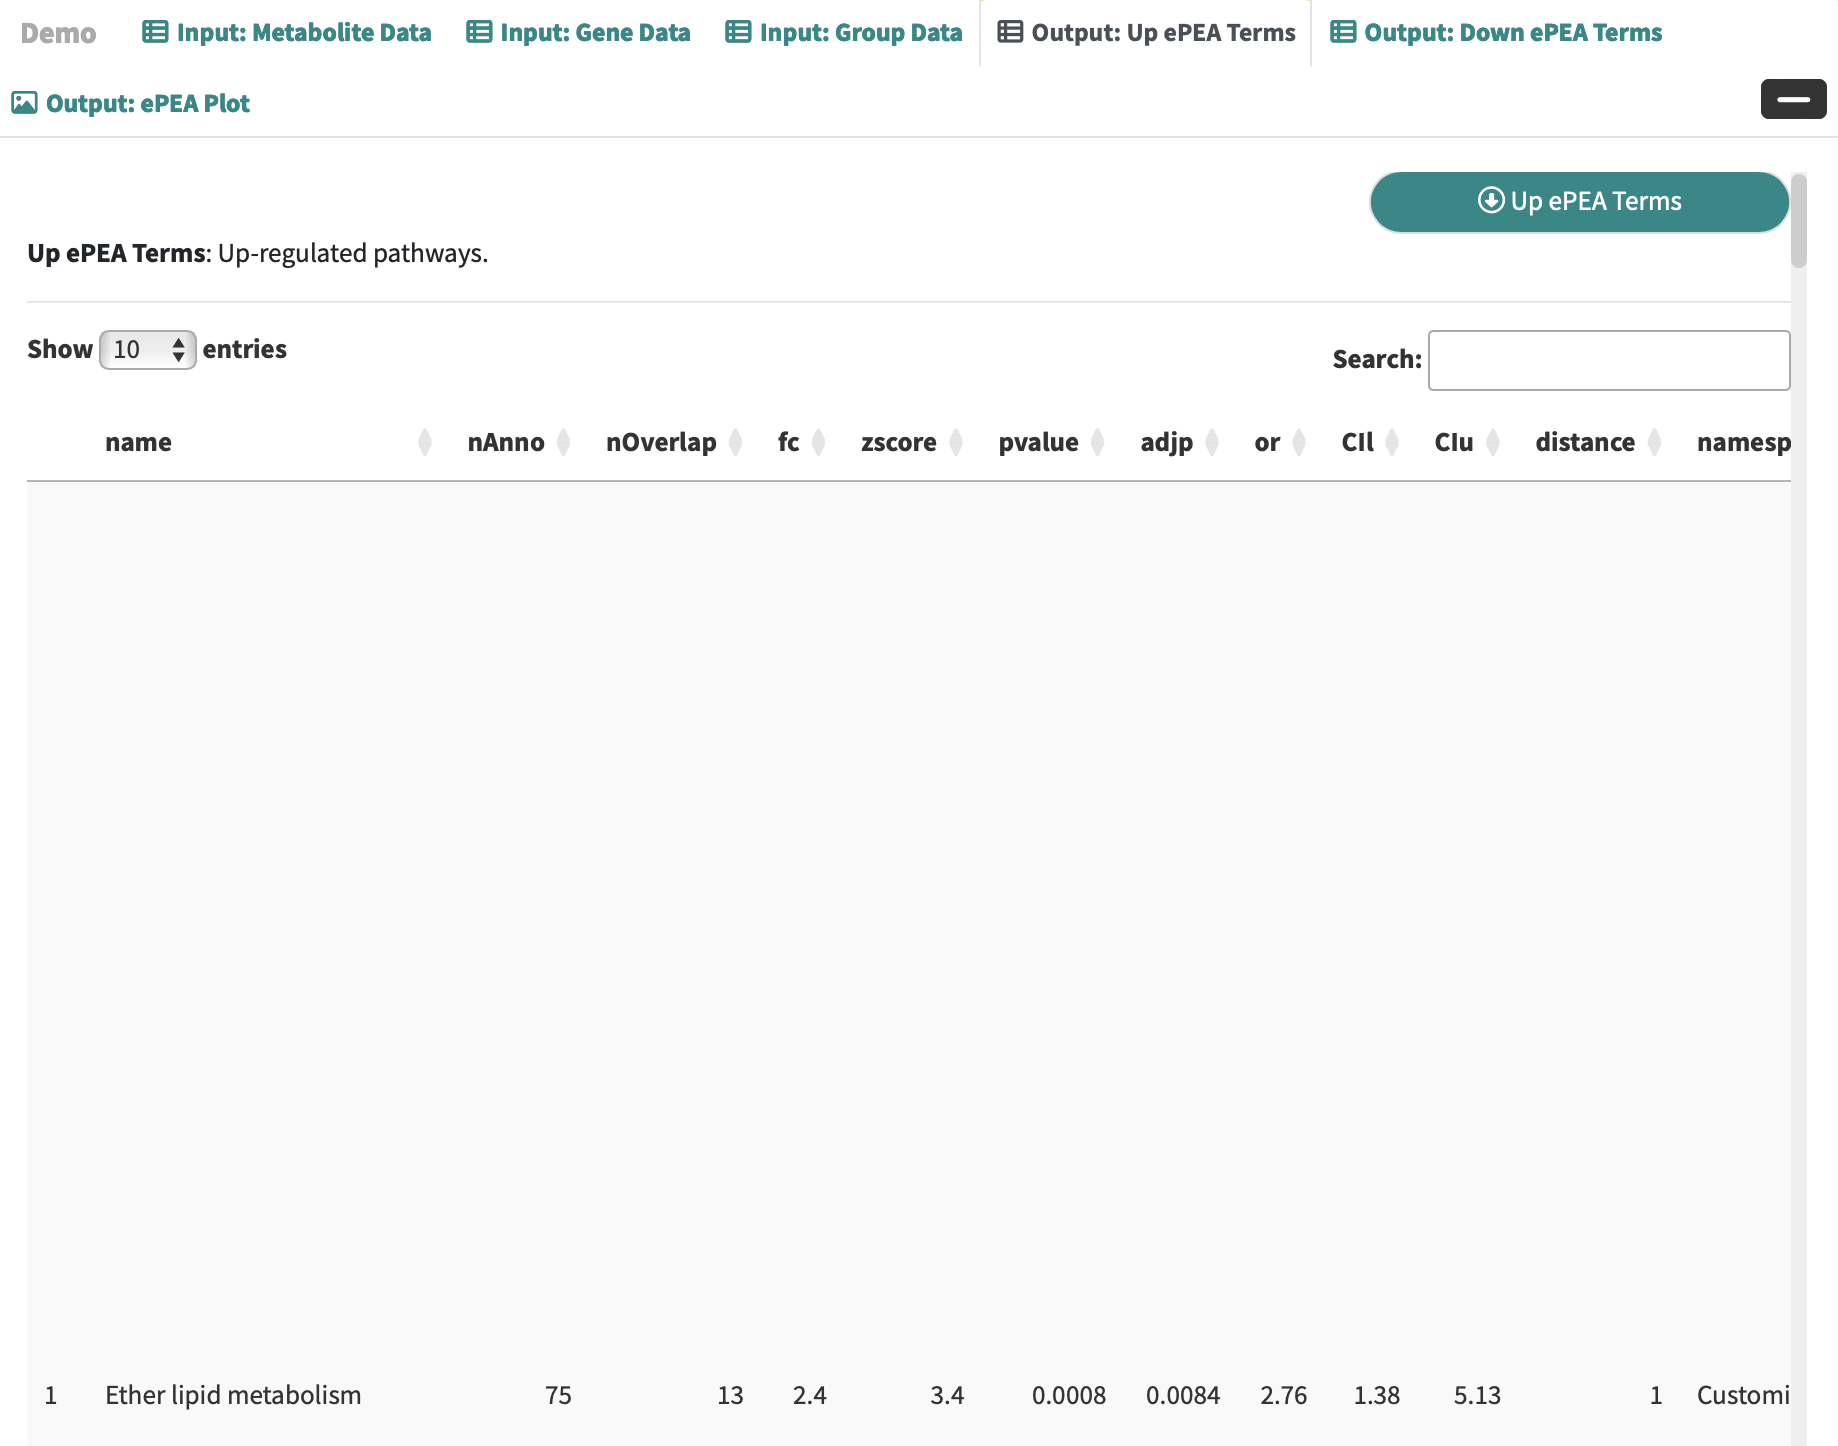 Demo Input: Metabolite Data Input: Gene Data Input: Group Data Output: Up ePEA Terms Output: Down ePEA Terms
Output: ePEA Plot
Up ePEA Terms
Up ePEA Terms: Up-regulated pathways.
Show 10 entries
Search:
name nAnno nOverlap fc zscore pvalue adjp or CIl CIu distance namesp
1 Ether lipid metabolism 75 13 2.4 3.4 0.0008 0.0084 2.76 1.38 5.13 1 Customi